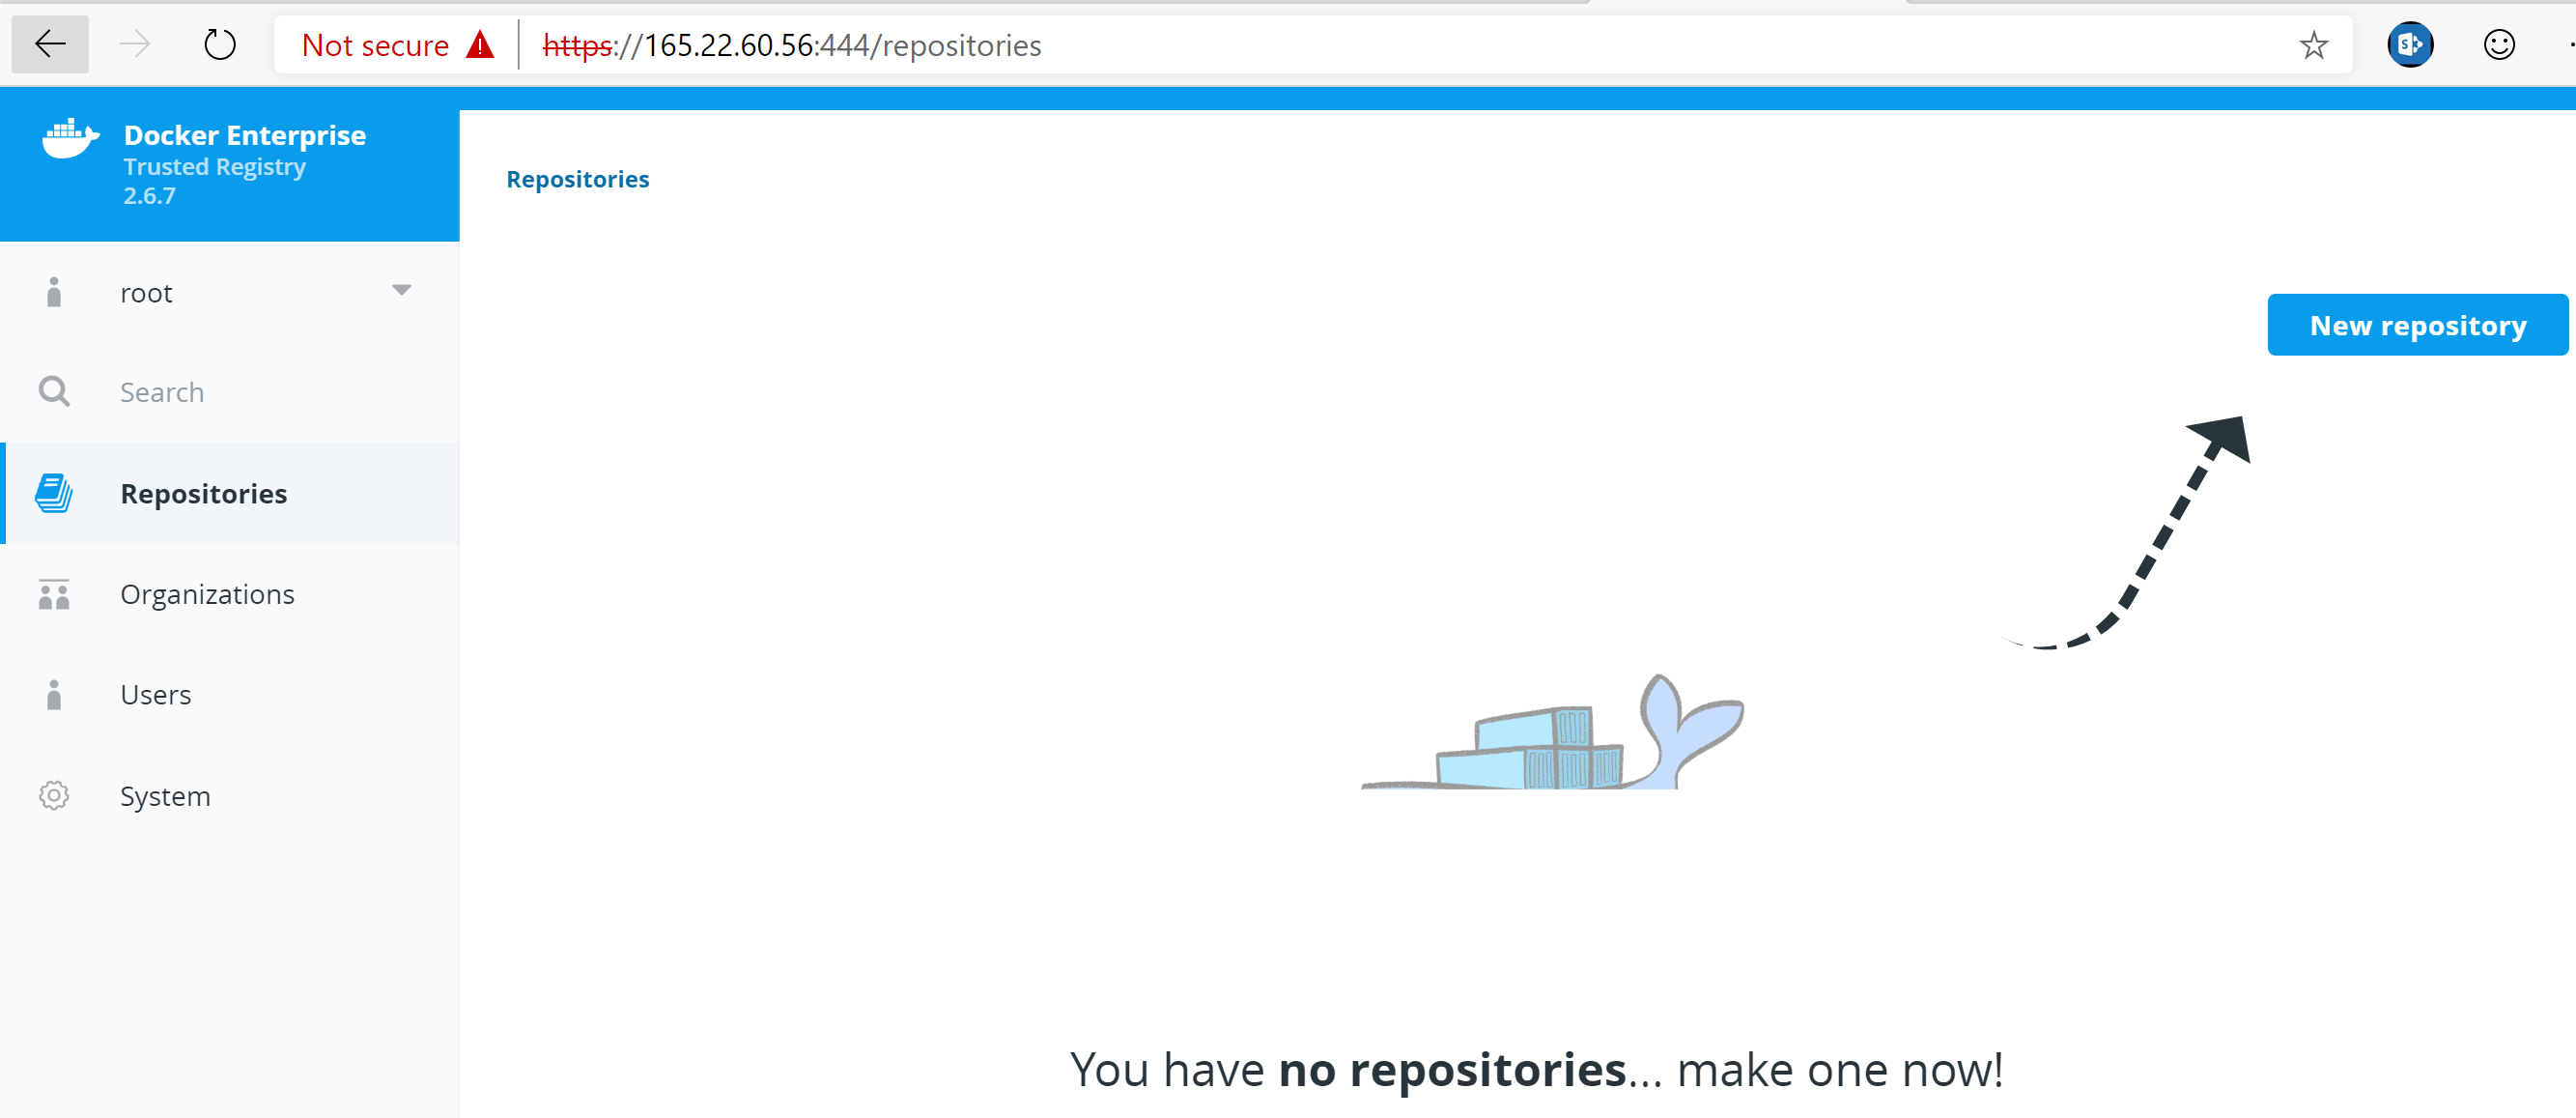 Not secure https://165.22.60.56:444/repositories
Docker Enterprise
Trusted Registry
2.6.7
root
Search
Repositories
Organizations
Users
System
Repositories
New repository
You have no repositories... make one now!